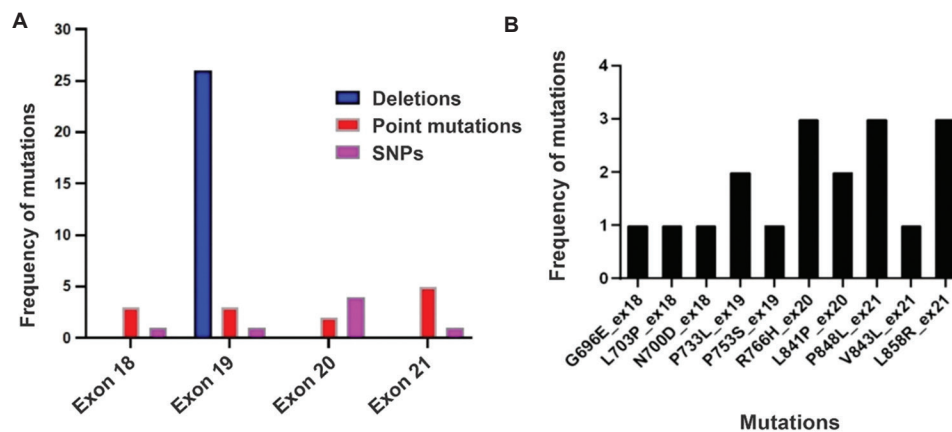 A
Frequency of mutations
30
25
20
15
10
5
0
Deletions
Point mutations
SNPs
Exon 18
Exon 19
Exon 20
Exon 21
B
Frequency of mutations
4
3
2
1
0
G696E_ex18
L703P_ex18
N700D_ex18
P733L_ex19
P753S_ex19
R766H_ex20
L841P_ex20
P848L_ex21
V843L_ex21
L858R_ex21
Mutations